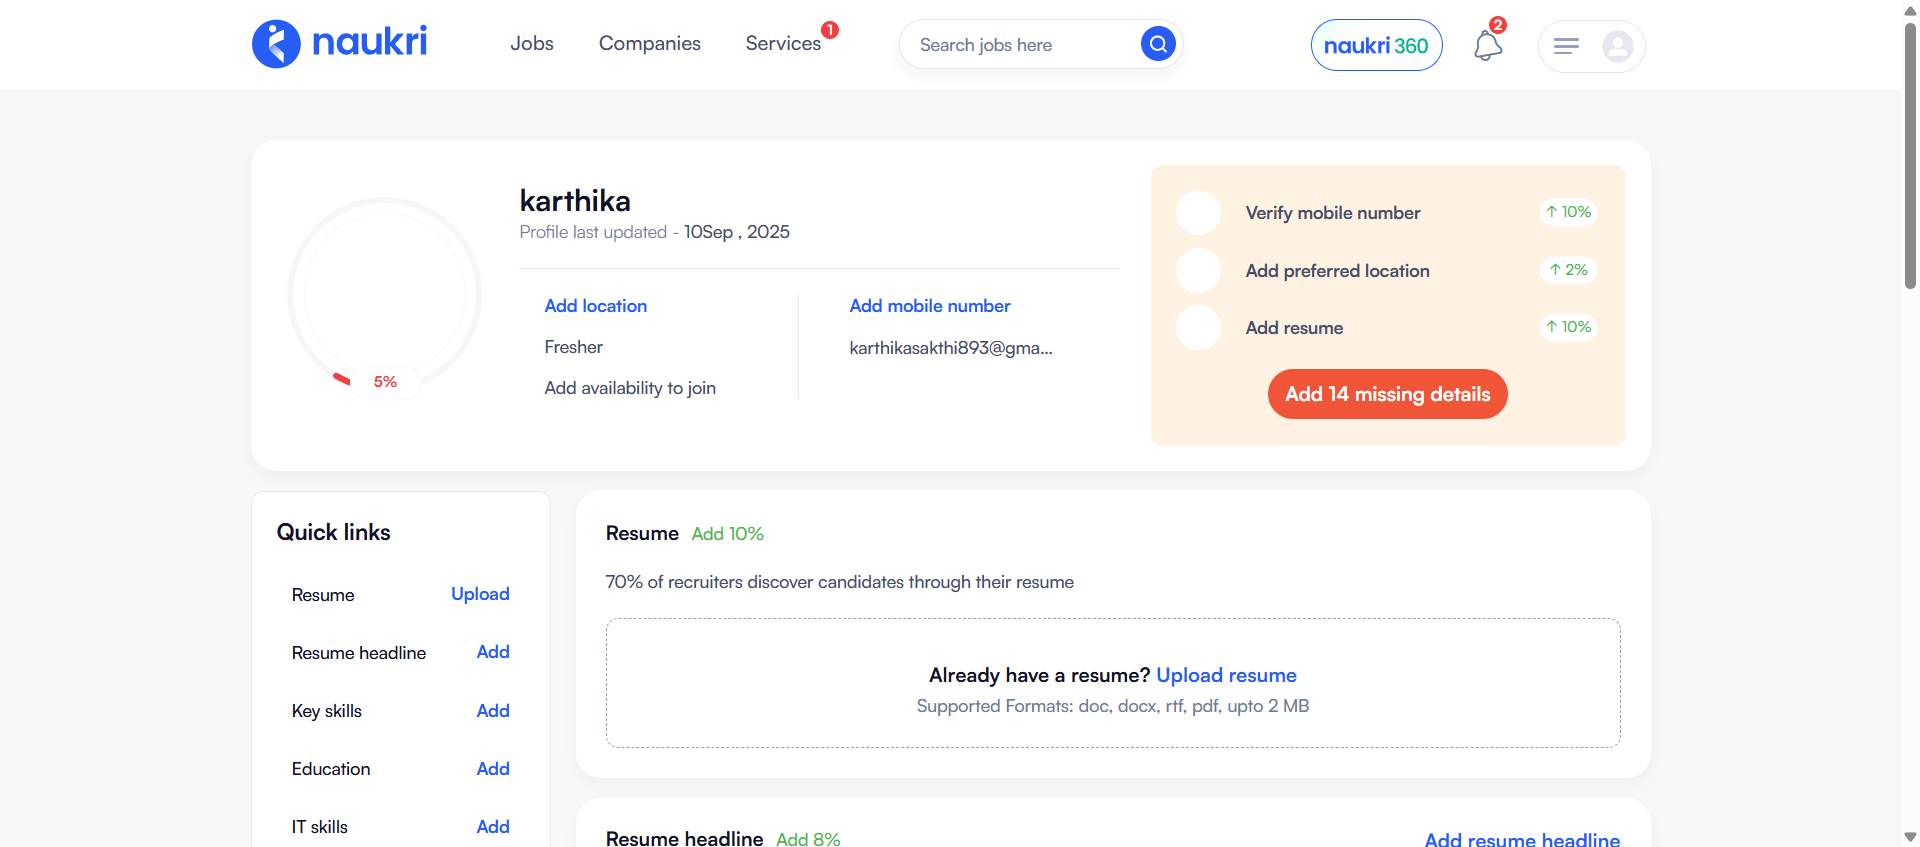 naukri
Jobs
Companies
Services
1
Search jobs here
naukri 360
2
karthika
Profile last updated - 10Sep , 2025
Add location
Add mobile number
Fresher
karthikasakthi893@gma...
Add availability to join
5%
Verify mobile number
↑ 10%
Add preferred location
↑ 2%
Add resume
↑ 10%
Add 14 missing details
Quick links
Resume Upload
Resume headline Add
Key skills Add
Education Add
IT skills Add
Resume Add 10%
70% of recruiters discover candidates through their resume
Already have a resume? Upload resume
Supported Formats: doc, docx, rtf, pdf, upto 2 MB
Resume headline Add 8%
Add resume headline